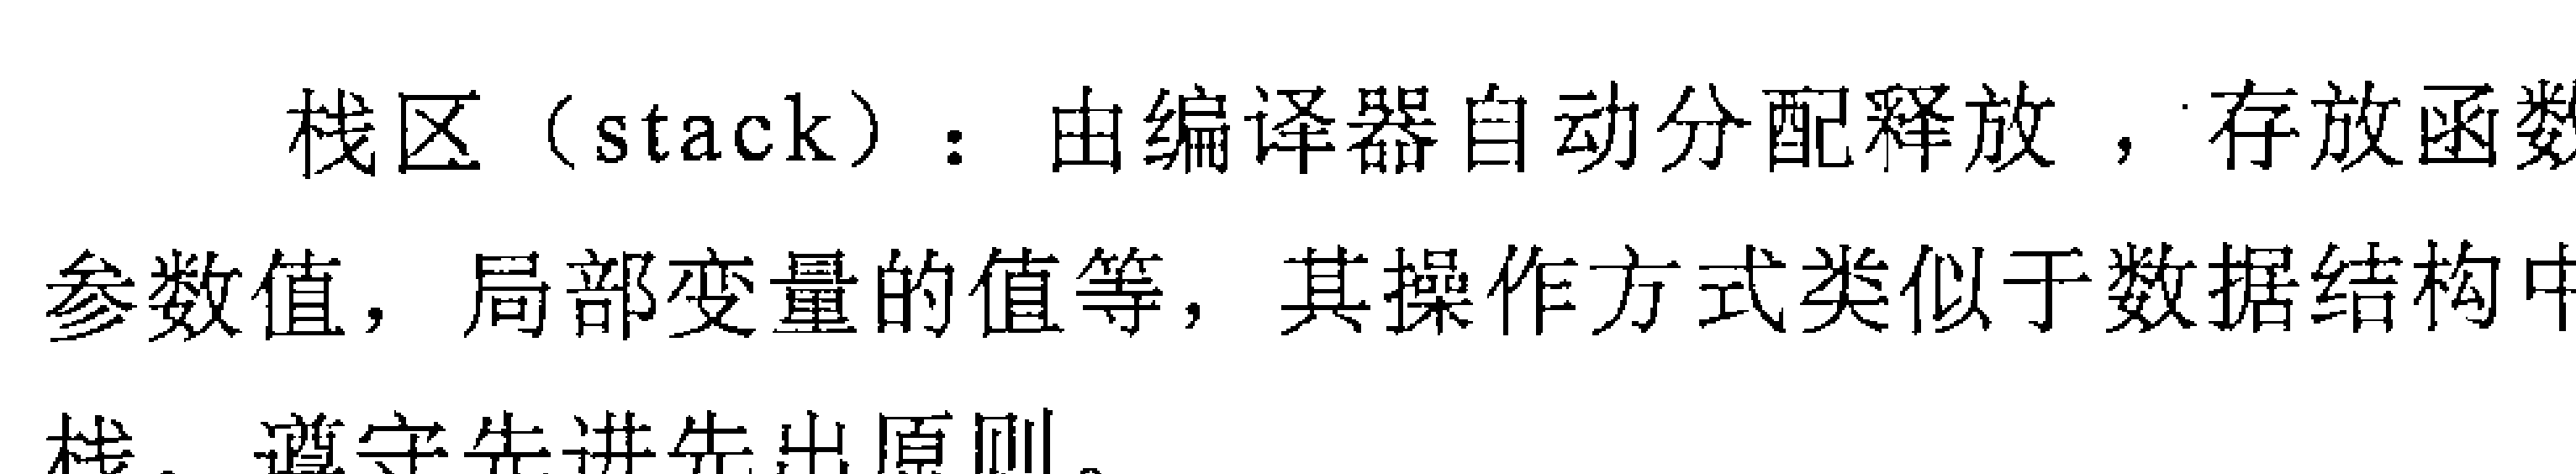 栈区（stack）：由编译器自动分配释放 ，存放函数
参数值，局部变量的值等，其操作方式类似于数据结构中
栈，遵守先进先出原则。